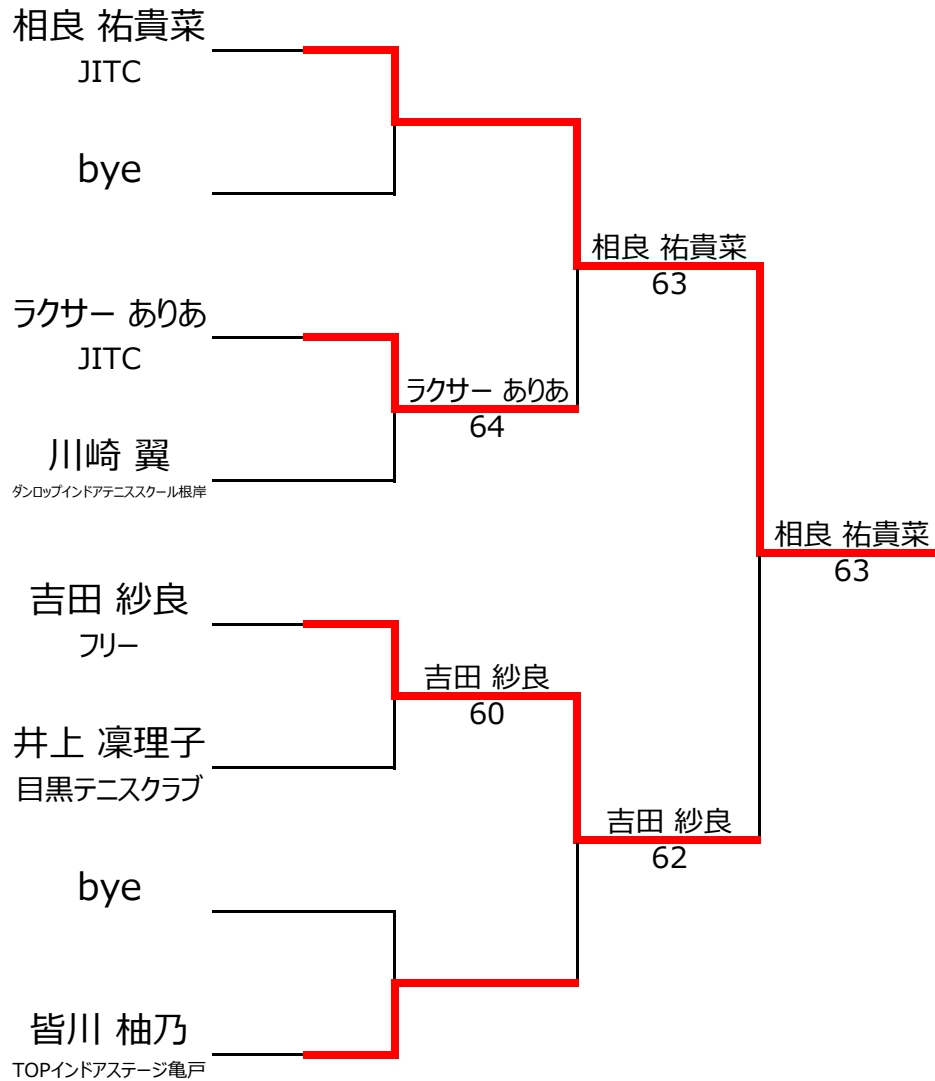 相良 祐貴菜
JITC
bye
ラクサー ありあ
JITC
川崎 翼
ダンロップインドアテニススクール根岸
吉田 紗良
フリー
井上 凜理子
目黒テニスクラブ
bye
皆川 柚乃
TOPインドアステージ亀戸
ラクサー ありあ
64
吉田 紗良
60
相良 祐貴菜
63
吉田 紗良
62
相良 祐貴菜
63